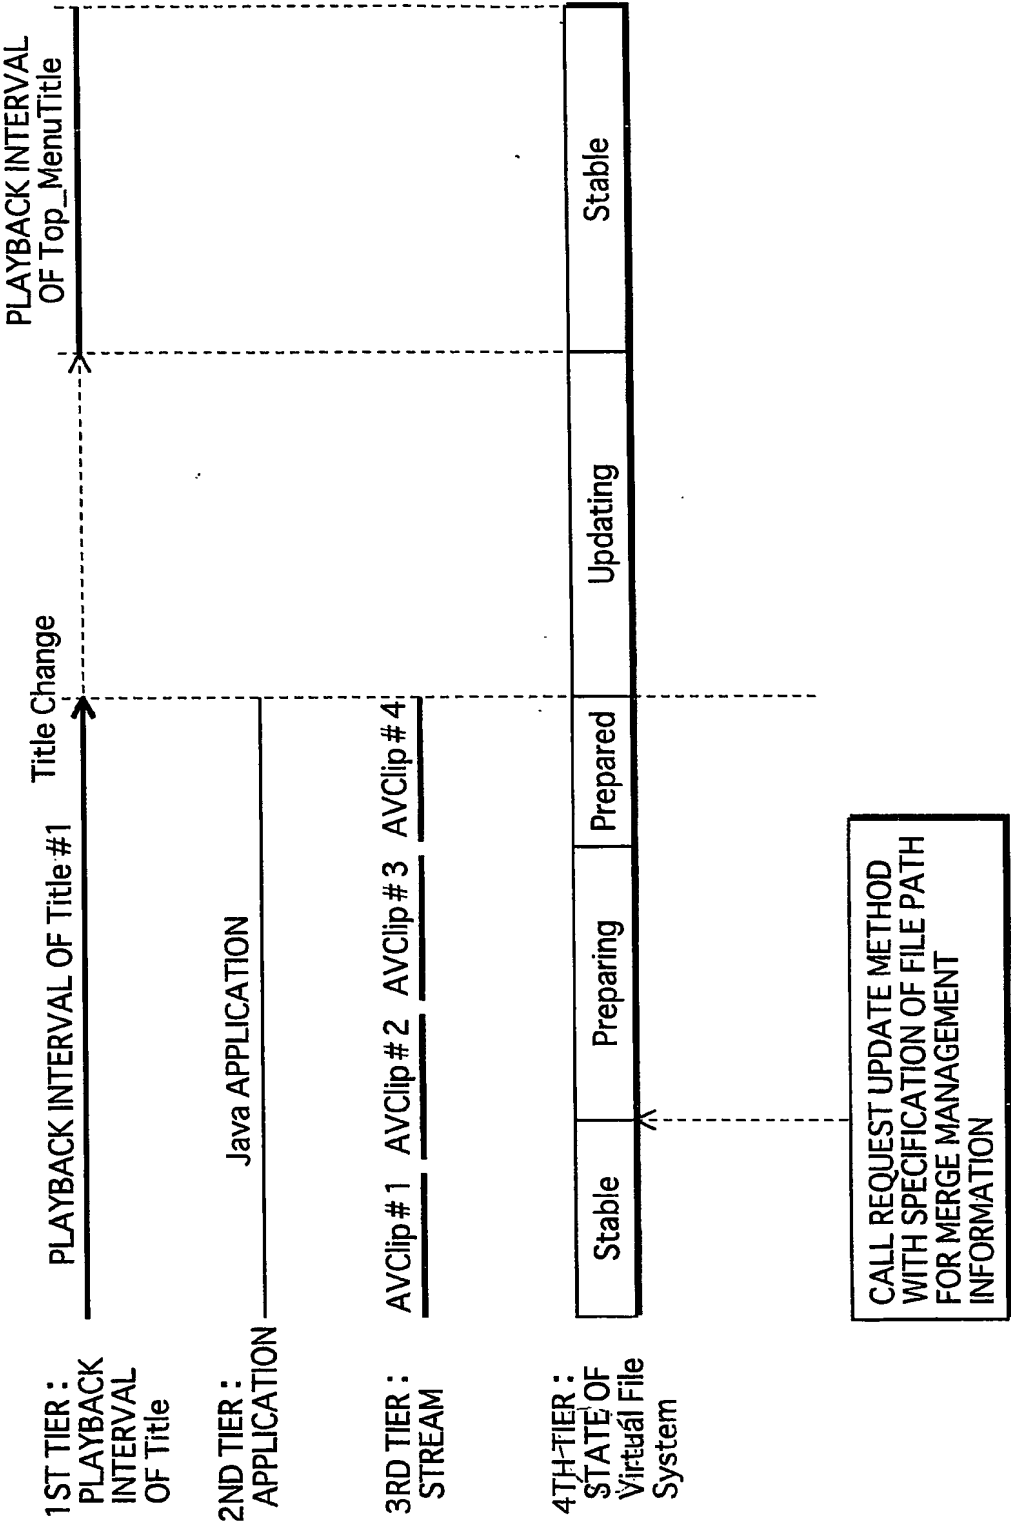 1ST TIER :
PLAYBACK
INTERVAL
OF Title
PLAYBACK INTERVAL OF Title #1
Title Change
PLAYBACK INTERVAL
OF Top_MenuTitle
2ND TIER :
APPLICATION
Java APPLICATION
3RD TIER :
STREAM
AVClip#1 AVClip#2 AVClip#3 AVClip#4
4TH TIER :
STATE OF
Virtual File
System
Stable
Preparing
Prepared
Updating
Stable
CALL REQUEST UPDATE METHOD
WITH SPECIFICATION OF FILE PATH
FOR MERGE MANAGEMENT
INFORMATION